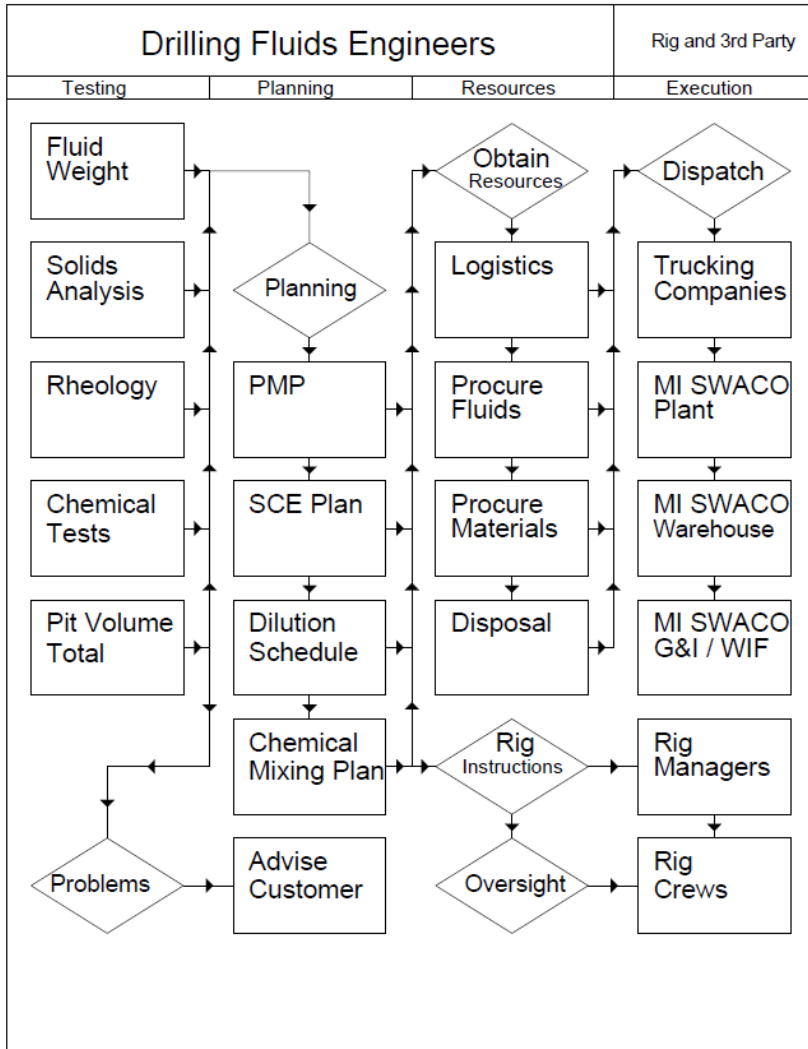 Drilling Fluids Engineers
Rig and 3rd Party
Testing
Planning
Resources
Execution
Fluid
Weight
Solids
Analysis
Rheology
Chemical
Tests
Pit Volume
Total
Problems
Planning
PMP
SCE Plan
Dilution
Schedule
Chemical
Mixing Plan
Advise
Customer
Obtain
Resources
Logistics
Procure
Fluids
Procure
Materials
Disposal
Rig
Instructions
Oversight
Dispatch
Trucking
Companies
MI SWACO
Plant
MI SWACO
Warehouse
MI SWACO
G&I / WIF
Rig
Managers
Rig
Crews